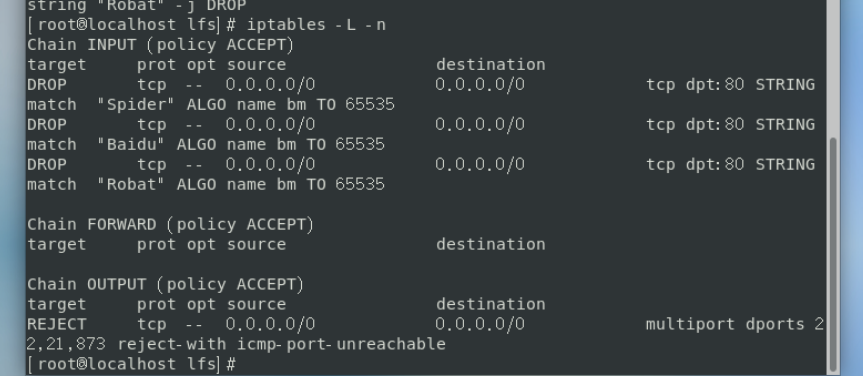 string "Robat" -j DROP
[root@localhost lfs]# iptables -L -n
Chain INPUT (policy ACCEPT)
target     prot opt source               destination
DROP       tcp  --  0.0.0.0/0            0.0.0.0/0            tcp dpt:80 STRING
match  "Spider" ALGO name bm TO 65535
DROP       tcp  --  0.0.0.0/0            0.0.0.0/0            tcp dpt:80 STRING
match  "Baidu" ALGO name bm TO 65535
DROP       tcp  --  0.0.0.0/0            0.0.0.0/0            tcp dpt:80 STRING
match  "Robat" ALGO name bm TO 65535
Chain FORWARD (policy ACCEPT)
target     prot opt source               destination
Chain OUTPUT (policy ACCEPT)
target     prot opt source               destination
REJECT     tcp  --  0.0.0.0/0            0.0.0.0/0            multiport dports 2
2,21,873 reject-with icmp-port-unreachable
[root@localhost lfs]#